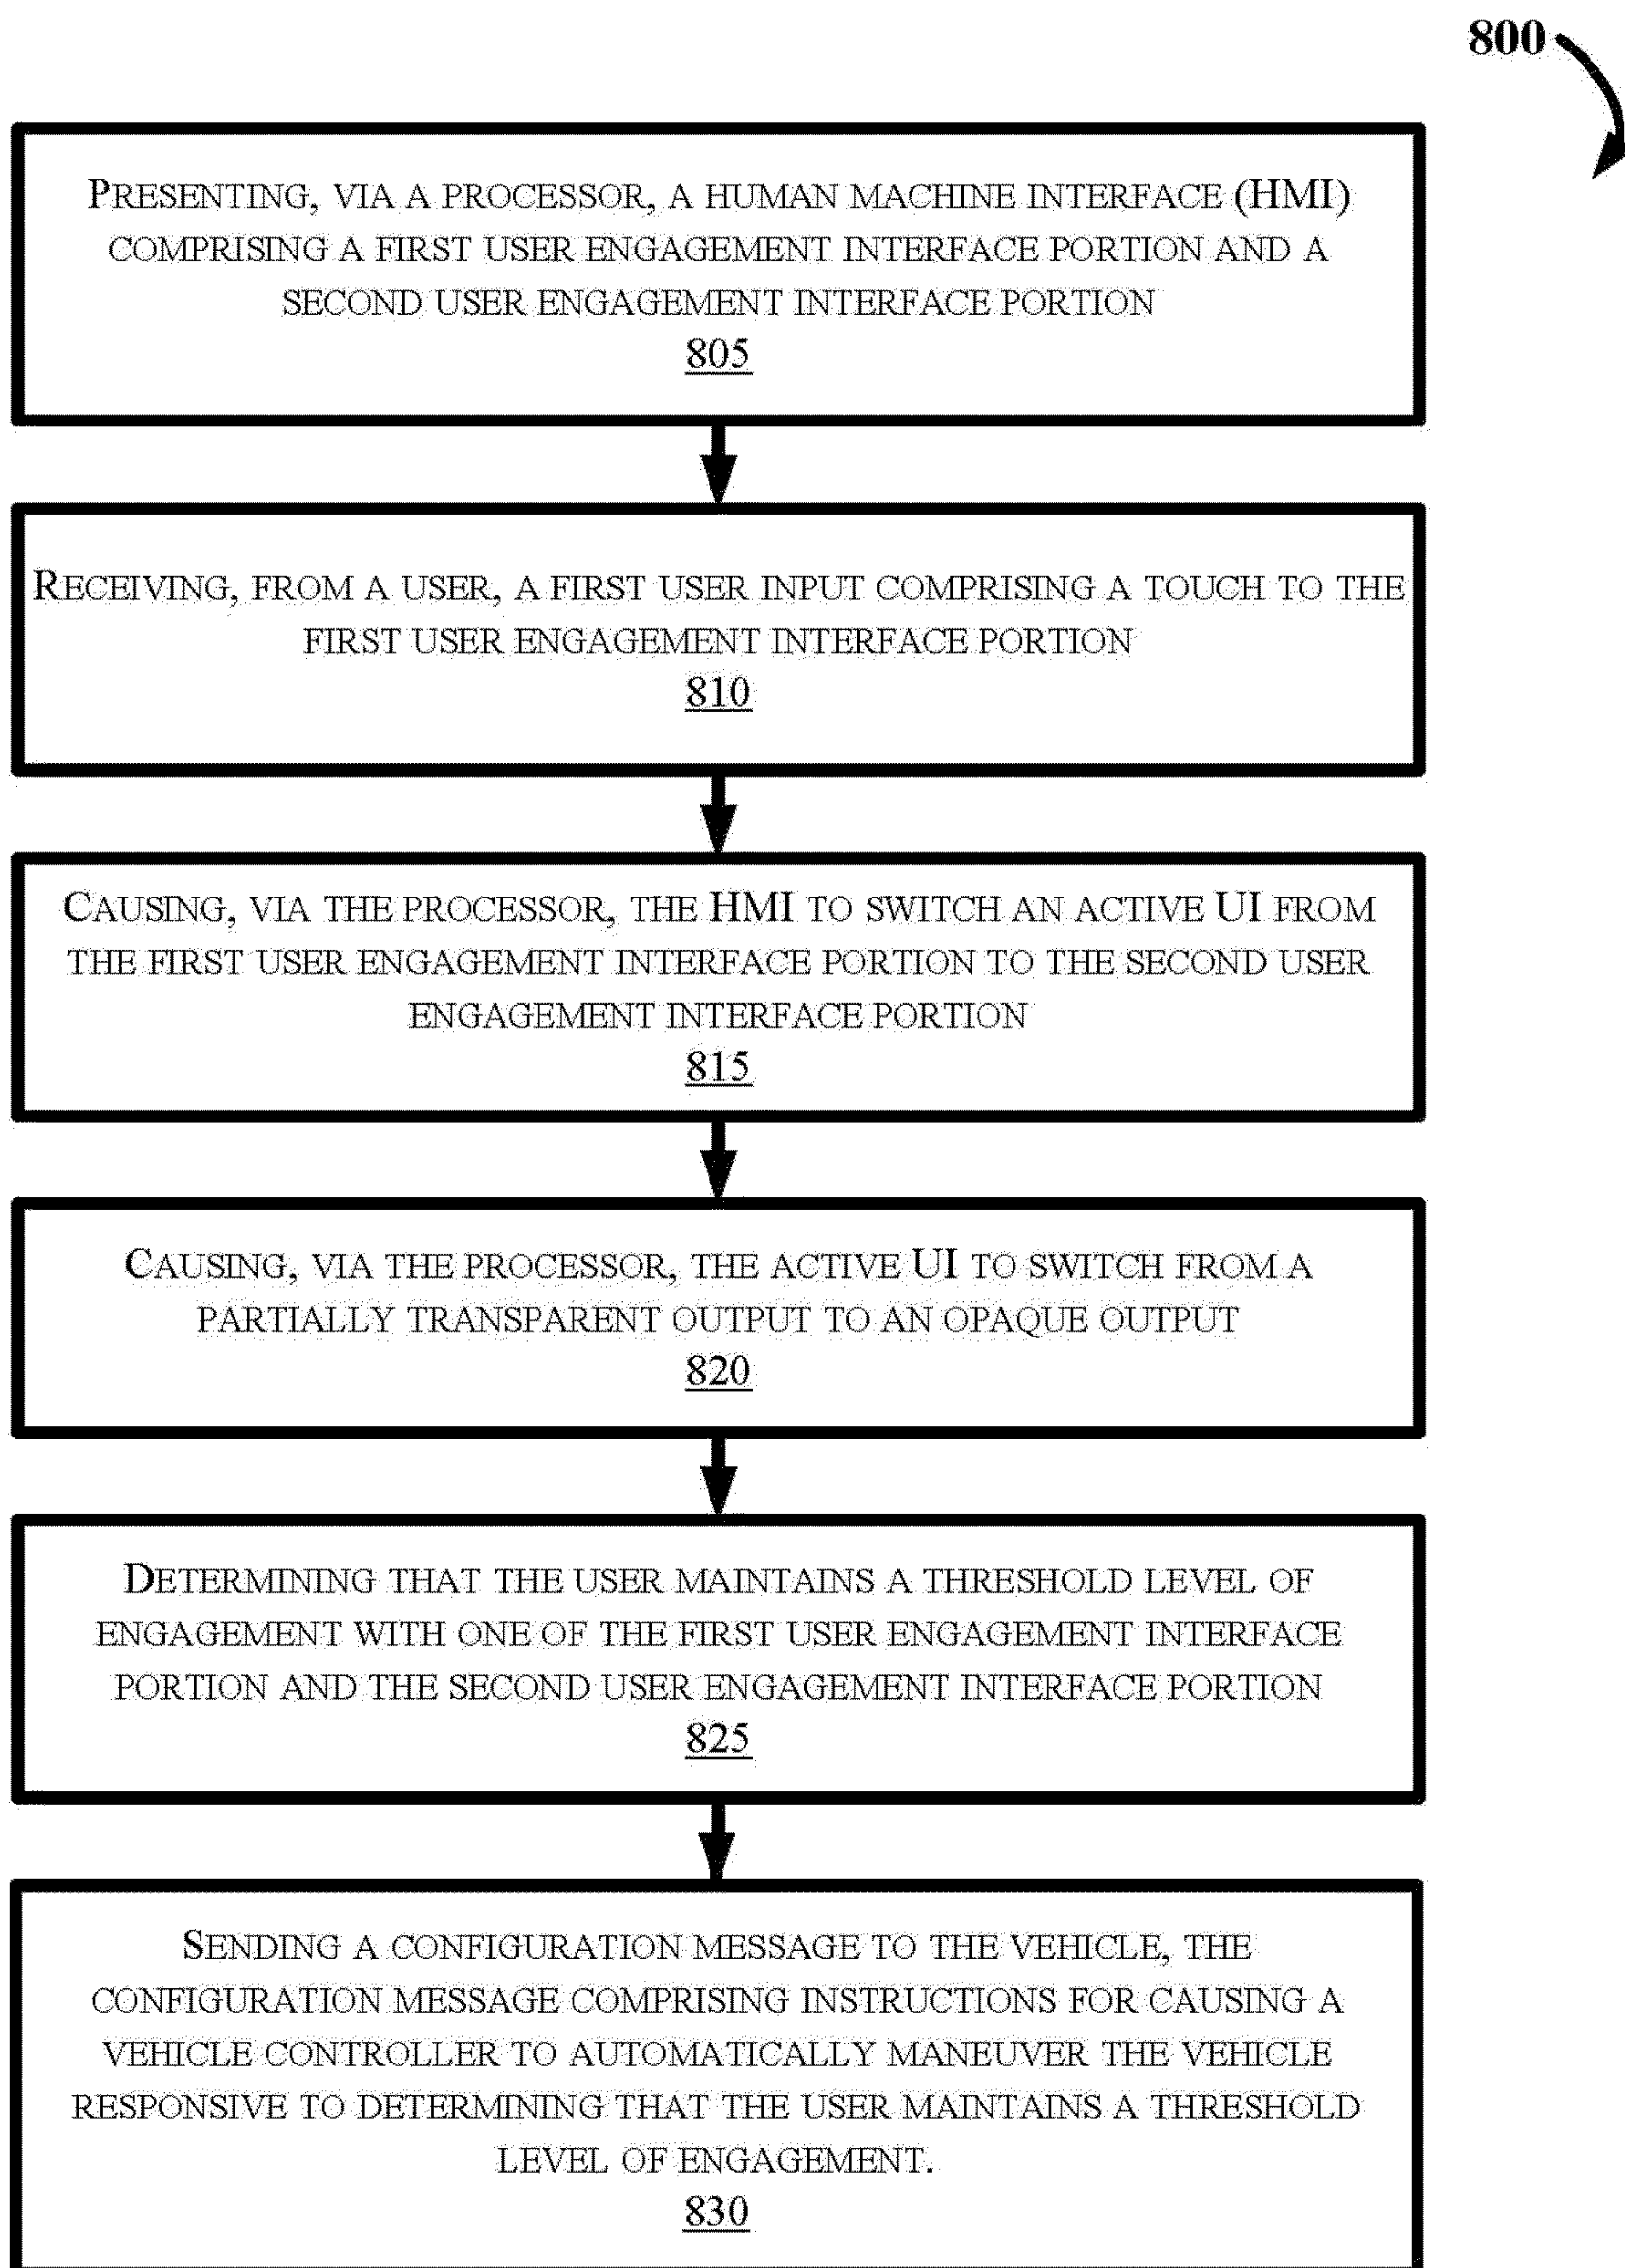 800
PRESENTING, VIA A PROCESSOR, A HUMAN MACHINE INTERFACE (HMI)
COMPRISING A FIRST USER ENGAGEMENT INTERFACE PORTION AND A
SECOND USER ENGAGEMENT INTERFACE PORTION
805
RECEIVING, FROM A USER, A FIRST USER INPUT COMPRISING A TOUCH TO THE
FIRST USER ENGAGEMENT INTERFACE PORTION
810
CAUSING, VIA THE PROCESSOR, THE HMI TO SWITCH AN ACTIVE UI FROM
THE FIRST USER ENGAGEMENT INTERFACE PORTION TO THE SECOND USER
ENGAGEMENT INTERFACE PORTION
815
CAUSING, VIA THE PROCESSOR, THE ACTIVE UI TO SWITCH FROM A
PARTIALLY TRANSPARENT OUTPUT TO AN OPAQUE OUTPUT
820
DETERMINING THAT THE USER MAINTAINS A THRESHOLD LEVEL OF
ENGAGEMENT WITH ONE OF THE FIRST USER ENGAGEMENT INTERFACE
PORTION AND THE SECOND USER ENGAGEMENT INTERFACE PORTION
825
SENDING A CONFIGURATION MESSAGE TO THE VEHICLE, THE
CONFIGURATION MESSAGE COMPRISING INSTRUCTIONS FOR CAUSING A
VEHICLE CONTROLLER TO AUTOMATICALLY MANEUVER THE VEHICLE
RESPONSIVE TO DETERMINING THAT THE USER MAINTAINS A THRESHOLD
LEVEL OF ENGAGEMENT.
830